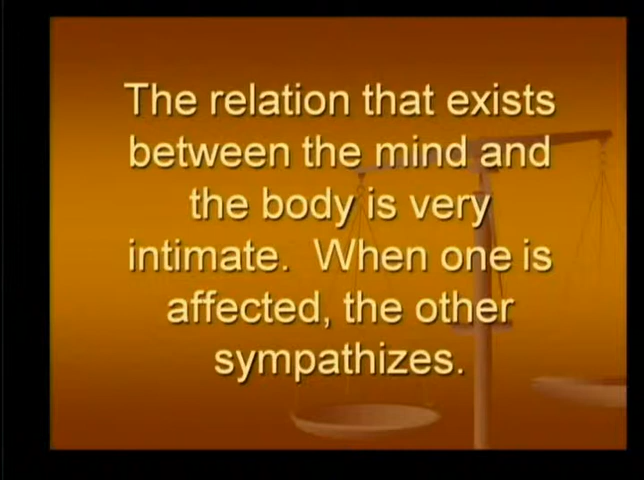 The relation that exists
between the mind and
the body is very
intimate.  When one is
affected, the other
sympathizes.